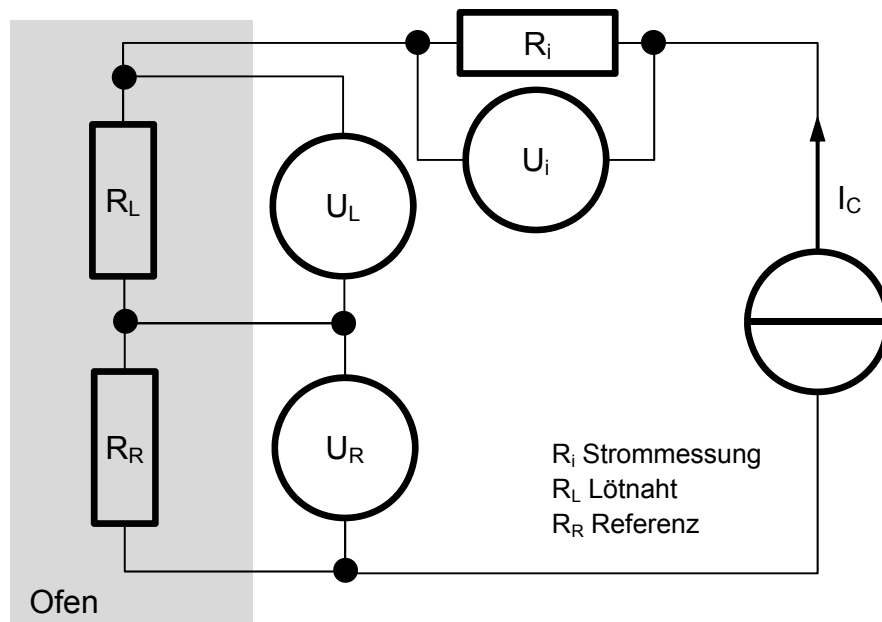 Ri
Ui
RL
UL
IC
RR
UR
Ri Strommessung
RL Lötnaht
RR Referenz
Ofen